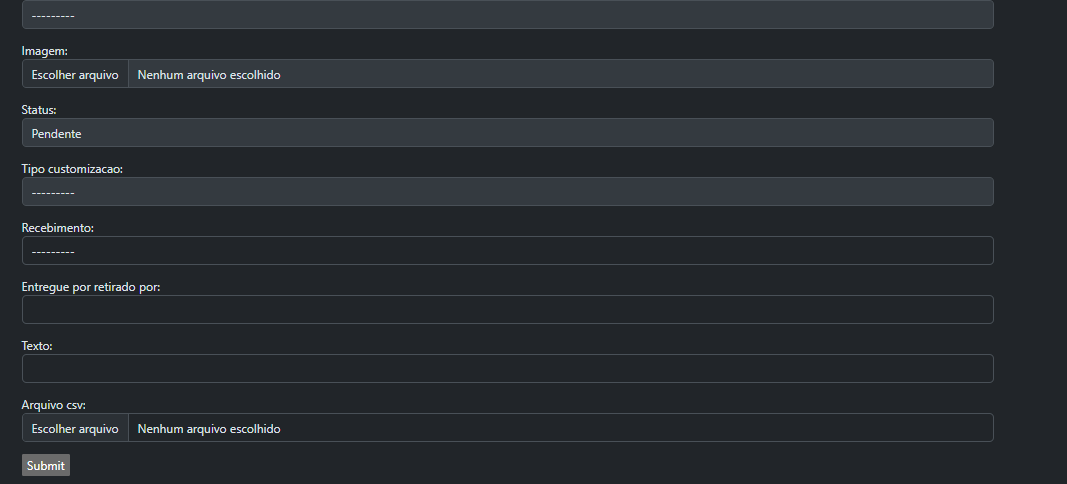 ---------
Imagem:
Escolher arquivo Nenhum arquivo escolhido
Status:
Pendente
Tipo customizacao:
---------
Recebimento:
---------
Entregue por retirado por:
Texto:
Arquivo csv:
Escolher arquivo Nenhum arquivo escolhido
Submit